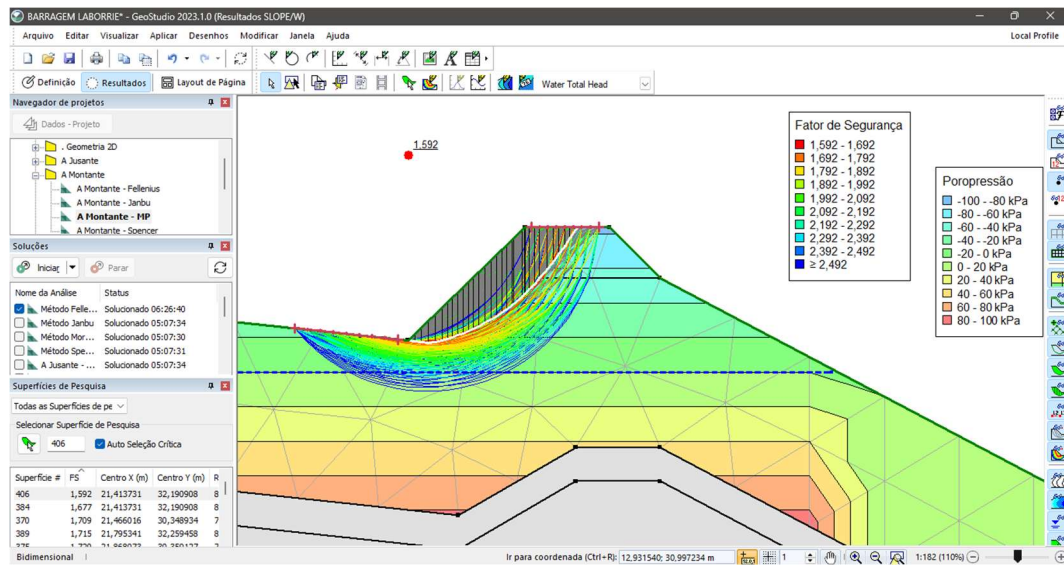 BARRAGEM LABORRIE* - GeoStudio 2023.1.0 (Resultados SLOPE/W)
Arquivo Editar Visualizar Aplicar Desenhos Modificar Janela Ajuda
Local Profile
Definição Resultados Layout de Página
Water Total Head
Navegador de projetos
Dados - Projeto
. Geometria 2D
A Jusante
A Montante
A Montante - Fellenius
A Montante - Janbu
A Montante - MP
A Montante - Spencer
Soluções
Iniciar Parar
Nome da Análise Status
Método Felle... Solucionado 06:26:40
Método Janbu Solucionado 05:07:34
Método Mor... Solucionado 05:07:30
Método Spe... Solucionado 05:07:31
A Jusante - ... Solucionado 05:07:34
Superfícies de Pesquisa
Todas as Superfícies de pe
Selecionar Superfície de Pesquisa
406 Auto Seleção Crítica
Superfície # FS Centro X (m) Centro Y (m) R
406 1,592 21,413731 32,190908 8
384 1,677 21,413731 32,190908 8
370 1,709 21,466016 30,348934 7
389 1,715 21,795341 32,259458 8
1.592
Fator de Segurança
1,592 - 1,692
1,692 - 1,792
1,792 - 1,892
1,892 - 1,992
1,992 - 2,092
2,092 - 2,192
2,192 - 2,292
2,292 - 2,392
2,392 - 2,492
≥ 2,492
Poropressão
-100 - -80 kPa
-80 - -60 kPa
-60 - -40 kPa
-40 - -20 kPa
-20 - 0 kPa
0 - 20 kPa
20 - 40 kPa
40 - 60 kPa
60 - 80 kPa
80 - 100 kPa
Bidimensional
Ir para coordenada (Ctrl+R): 12,931540; 30,997234 m
1
1:182 (110%)